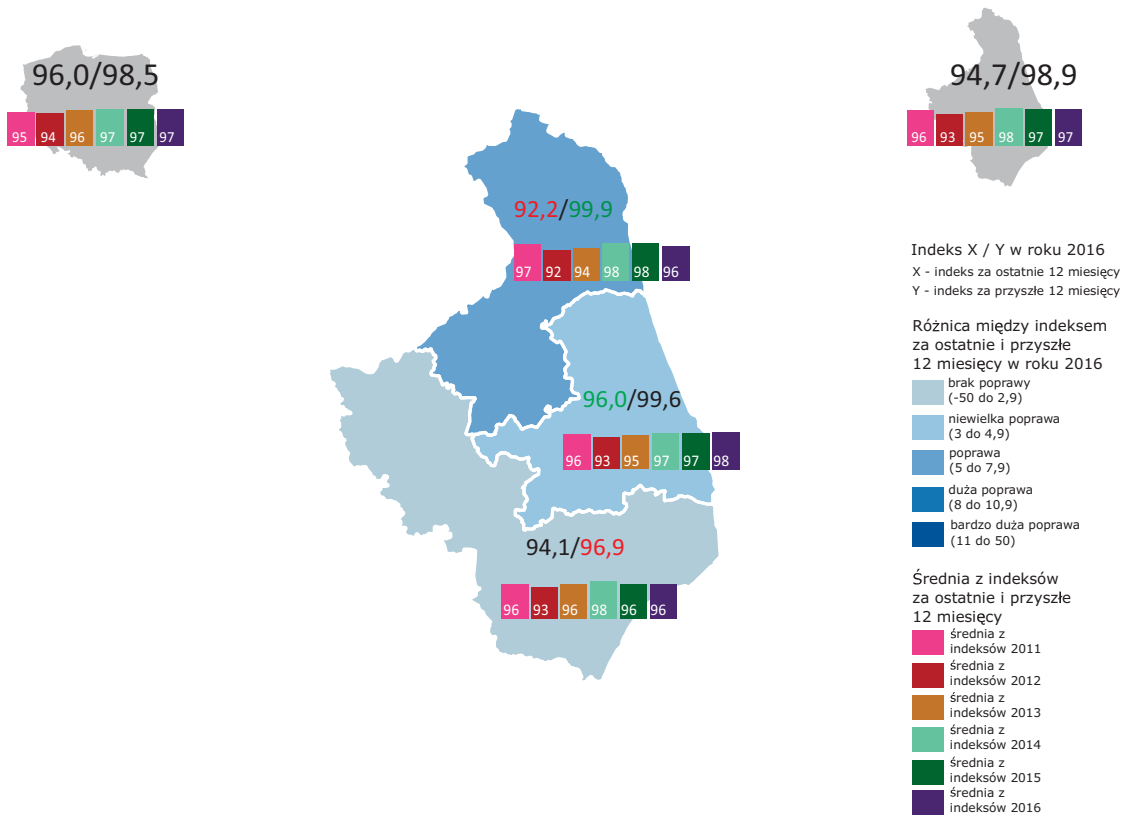 96,0/98,5
95 94 96 97 97 97
94,7/98,9
96 93 95 98 97 97
92,2/99,9
97 92 94 98 98 96
96,0/99,6
96 93 95 97 97 98
94,1/96,9
96 93 96 98 96 96
Indeks X / Y w roku 2016
X - indeks za ostatnie 12 miesięcy
Y - indeks za przyszłe 12 miesięcy
Różnica między indeksem
za ostatnie i przyszłe
12 miesięcy w roku 2016
brak poprawy
(-50 do 2,9)
niewielka poprawa
(3 do 4,9)
poprawa
(5 do 7,9)
duża poprawa
(8 do 10,9)
bardzo duża poprawa
(11 do 50)
Średnia z indeksów
za ostatnie i przyszłe
12 miesięcy
średnia z
indeksów 2011
średnia z
indeksów 2012
średnia z
indeksów 2013
średnia z
indeksów 2014
średnia z
indeksów 2015
średnia z
indeksów 2016